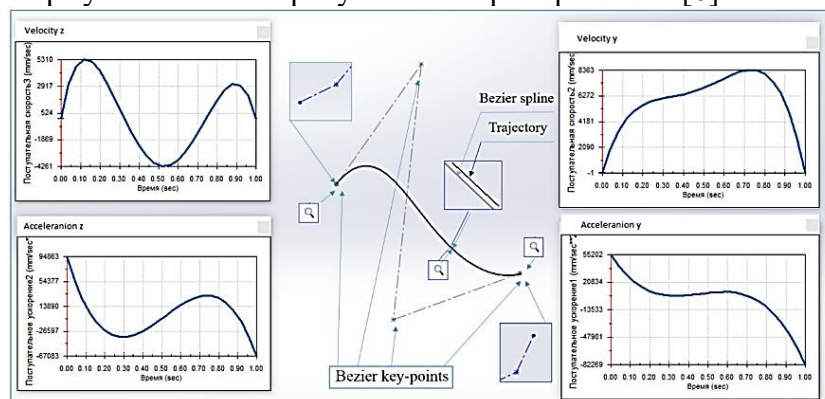 Velocity z
Поступательная скорость3 (mm/sec)
5310
2917
524
-1869
-4261
0.00 0.10 0.20 0.30 0.40 0.50 0.60 0.70 0.80 0.90 1.00
Время (sec)
Acceleranion z
Поступательное ускорение2 (mm/sec^
94863
54377
13890
-26597
-67083
0.00 0.10 0.20 0.30 0.40 0.50 0.60 0.70 0.80 0.90 1.00
Время (sec)
Bezier spline
Trajectory
Bezier key-points
Velocity y
Поступательная скорость2 (mm/sec)
8363
6272
4181
2090
-1
0.00 0.10 0.20 0.30 0.40 0.50 0.60 0.70 0.80 0.90 1.00
Время (sec)
Acceleranion y
Поступательное ускорение1 (mm/sec**
55202
20834
-13533
-47901
-82269
0.00 0.10 0.20 0.30 0.40 0.50 0.60 0.70 0.80 0.90 1.00
Время (sec)